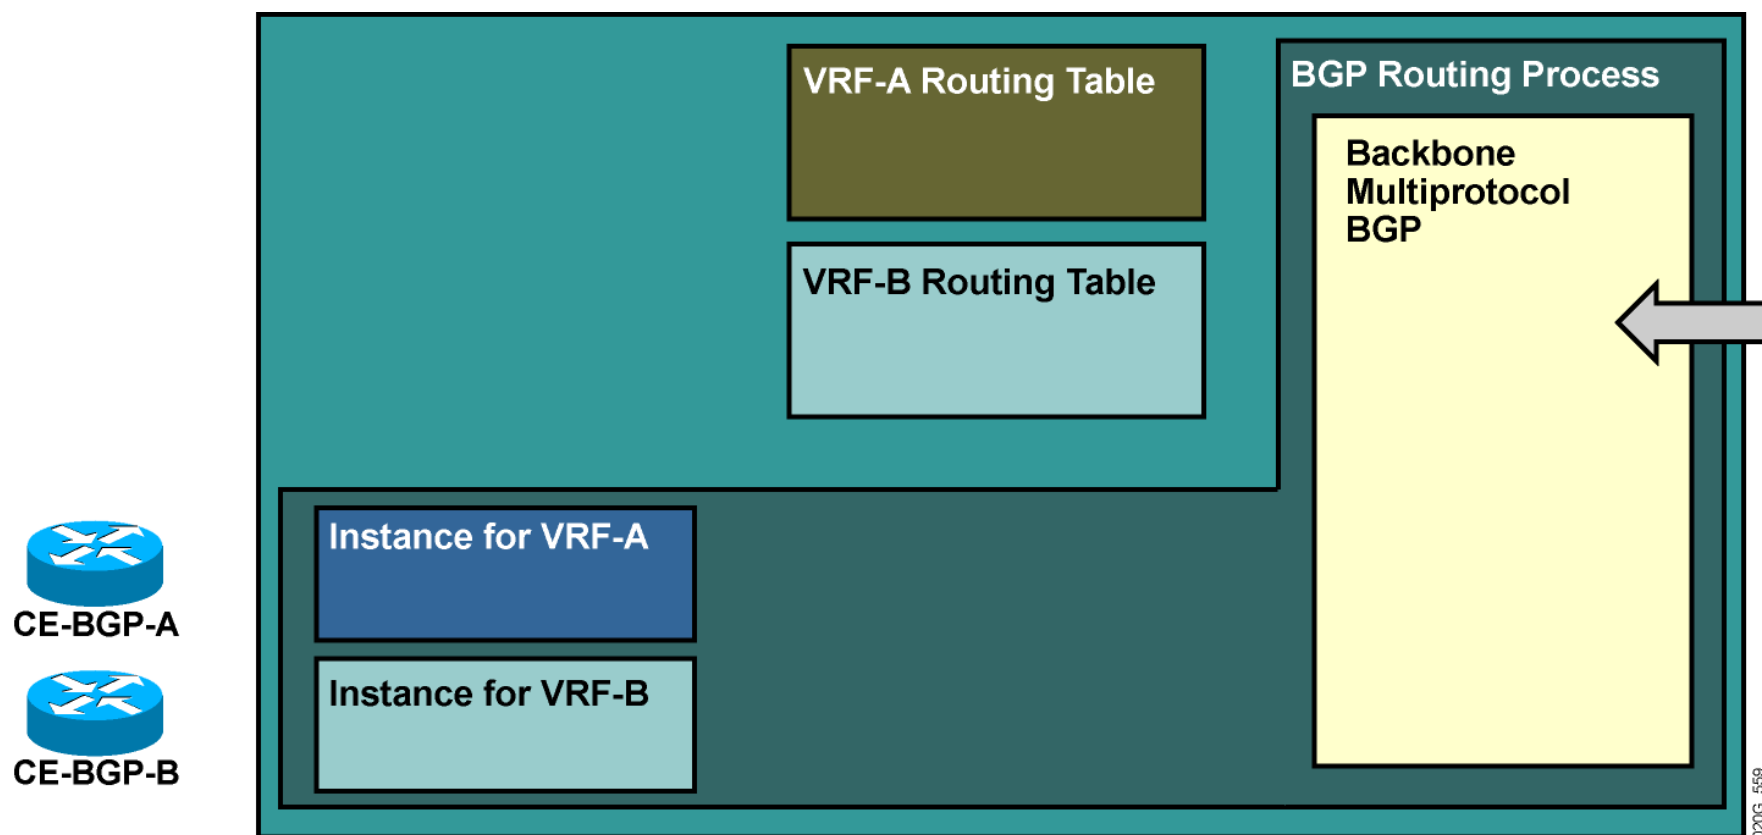 VRF-A Routing Table
BGP Routing Process
Backbone
Multiprotocol
BGP
VRF-B Routing Table
Instance for VRF-A
CE-BGP-A
Instance for VRF-B
CE-BGP-B